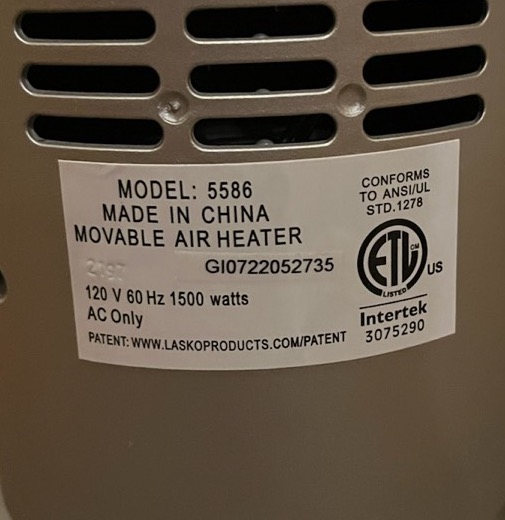 MODEL: 5586
MADE IN CHINA
MOVABLE AIR HEATER
GI0722052735
120 V 60 Hz 1500 watts
AC Only
PATENT: WWW.LASKOPRODUCTS.COM/PATENT
CONFORMS
TO ANSI/UL
STD.1278
ETL
CM
US
LISTED
Intertek
3075290